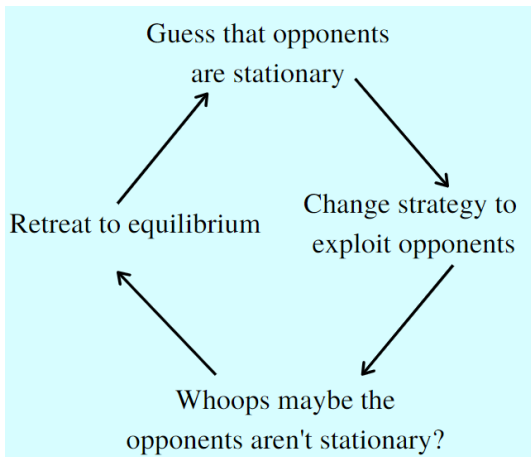 Guess that opponents
are stationary
Change strategy to
exploit opponents
Whoops maybe the
opponents aren't stationary?
Retreat to equilibrium